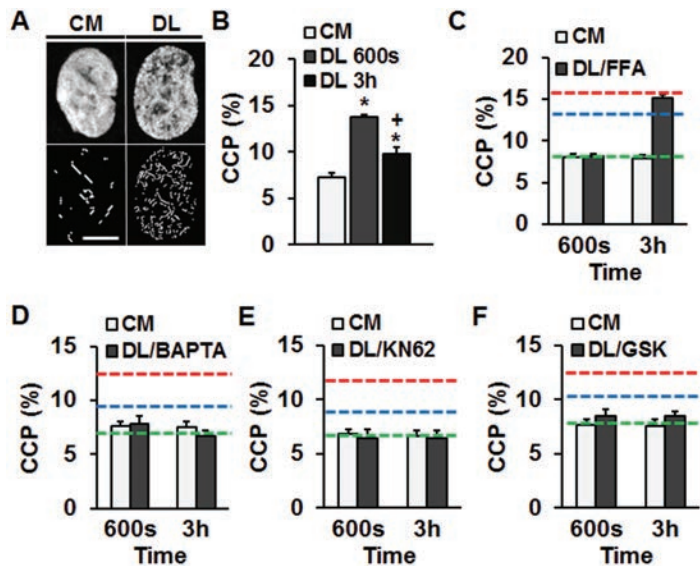 A
CM DL
B
CM
DL 600s
DL 3h
CCP (%)
20
15
10
5
0
*
+
*
C
CM
DL/FFA
CCP (%)
20
15
10
5
0
600s 3h
Time
D
CM
DL/BAPTA
CCP (%)
15
10
5
0
600s 3h
Time
E
CM
DL/KN62
CCP (%)
15
10
5
0
600s 3h
Time
F
CM
DL/GSK
CCP (%)
15
10
5
0
600s 3h
Time